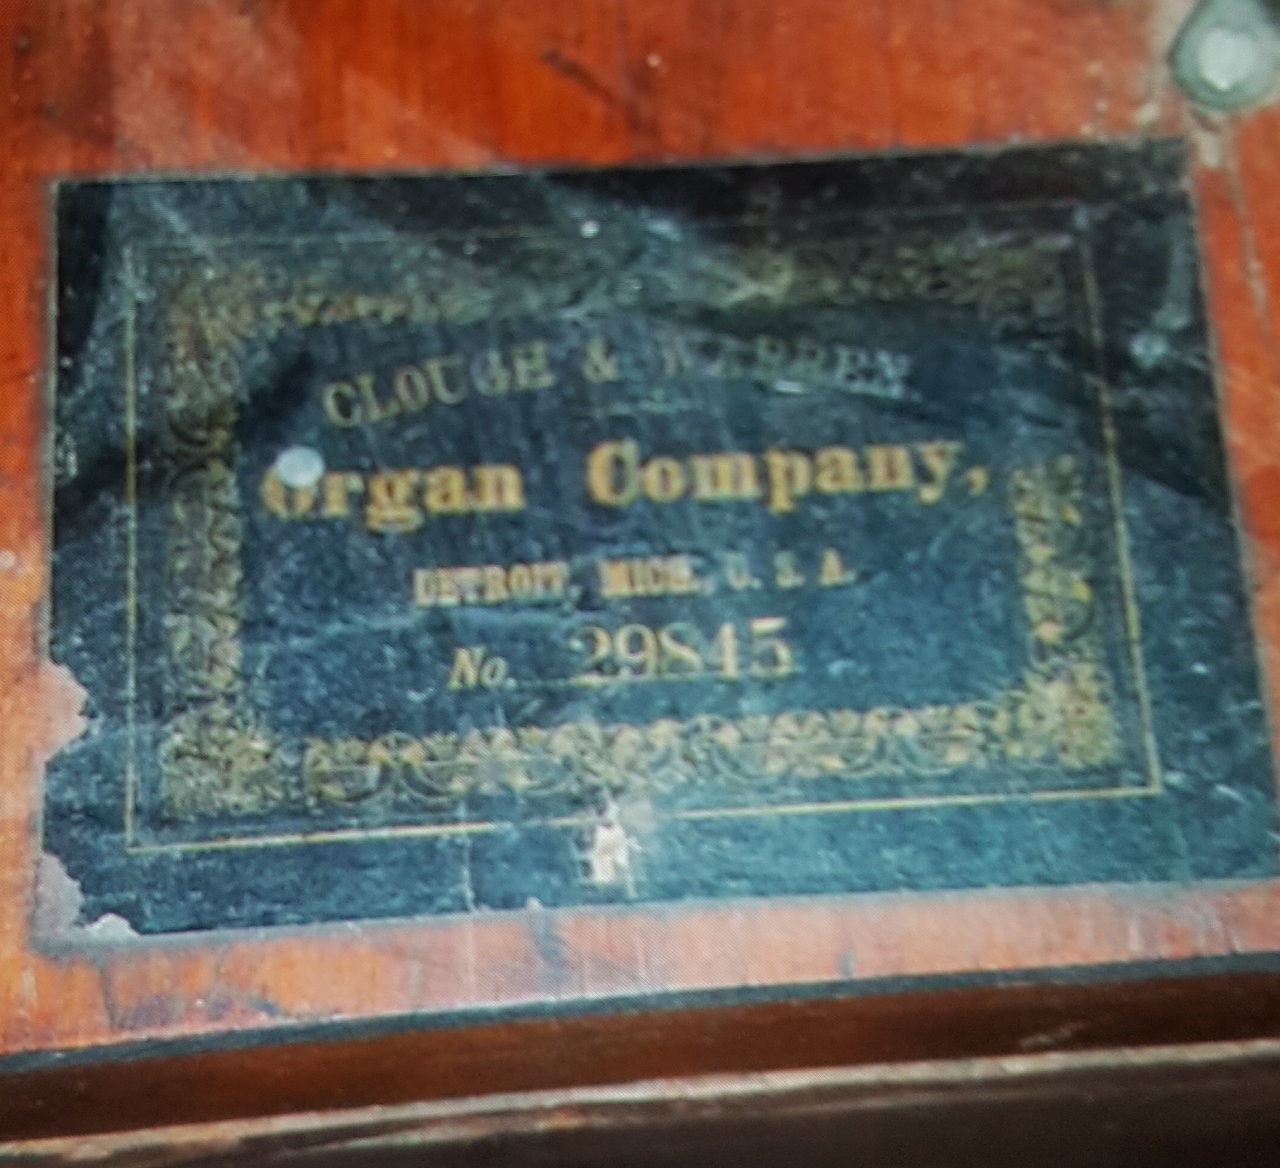 CLOUGH & WARREN
Organ Company,
DETROIT, MICH., U. S. A.
No. 29845